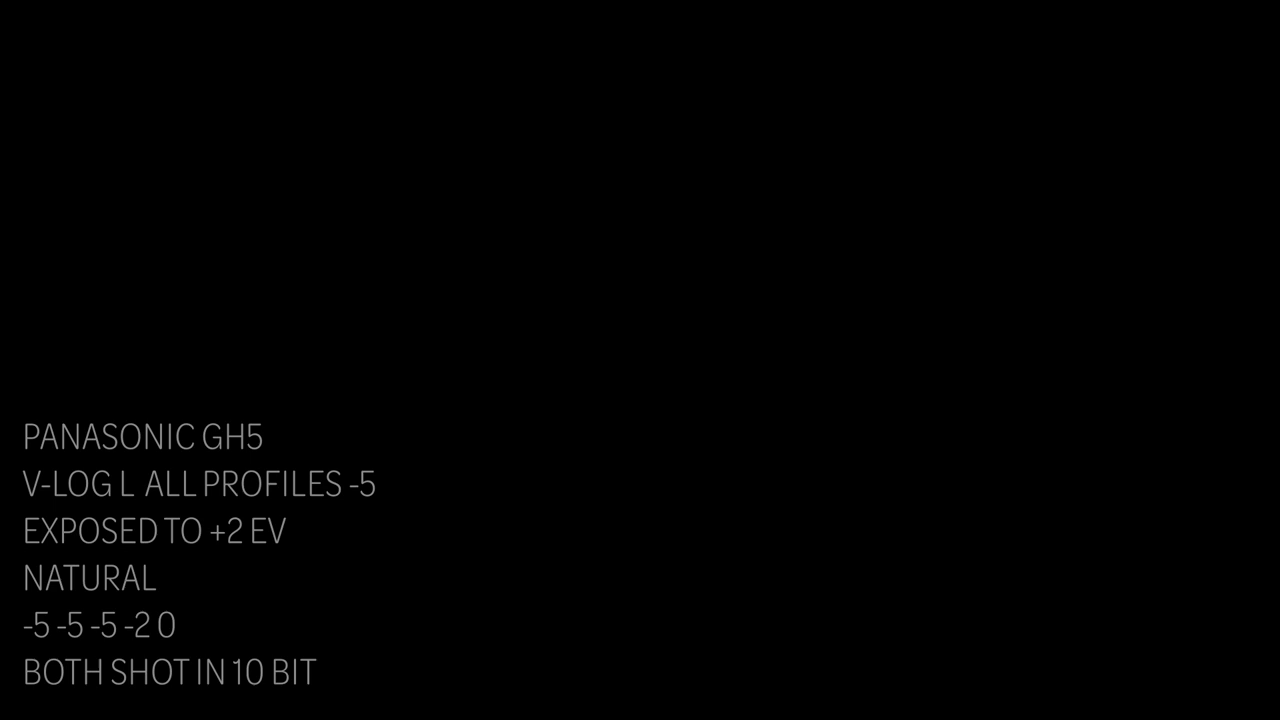 PANASONIC GH5
V-LOG L ALL PROFILES -5
EXPOSED TO +2 EV
NATURAL
-5 -5 -5 -2 0
BOTH SHOT IN 10 BIT